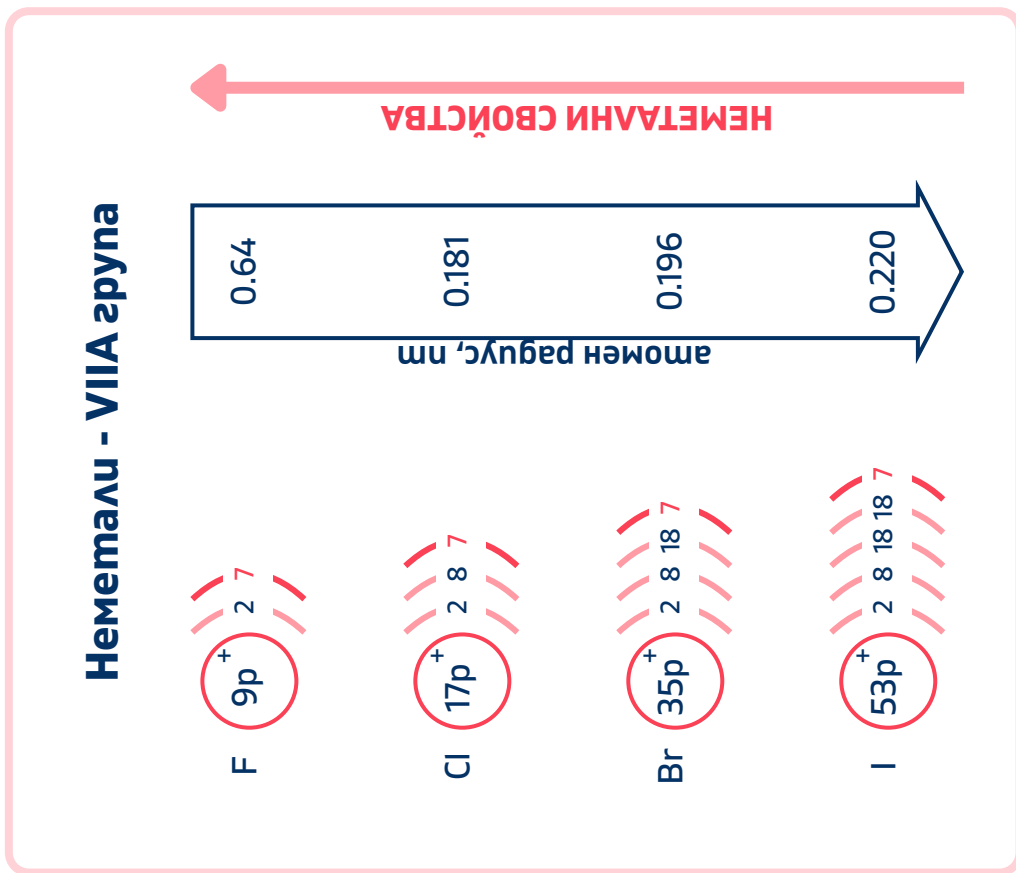 НемеТали - VIIA група
F 9p+ 2 7 0.64
Cl 17p+ 2 8 7 0.181
Br 35p+ 2 8 18 7 0.196
I 53p+ 2 8 18 18 7 0.220
атомен радиус, nm
НЕМЕТАЛНИ СВОЙСТВА